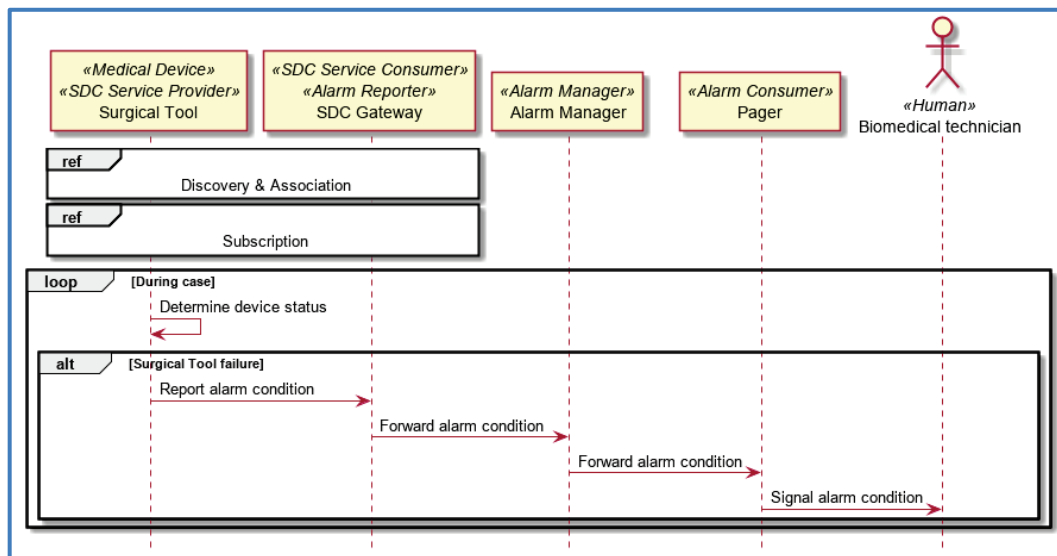 «Medical Device»
«SDC Service Provider»
Surgical Tool
«SDC Service Consumer»
«Alarm Reporter»
SDC Gateway
«Alarm Manager»
Alarm Manager
«Alarm Consumer»
Pager
«Human»
Biomedical technician
ref
Discovery & Association
ref
Subscription
loop [During case]
Determine device status
alt [Surgical Tool failure]
Report alarm condition
Forward alarm condition
Forward alarm condition
Signal alarm condition